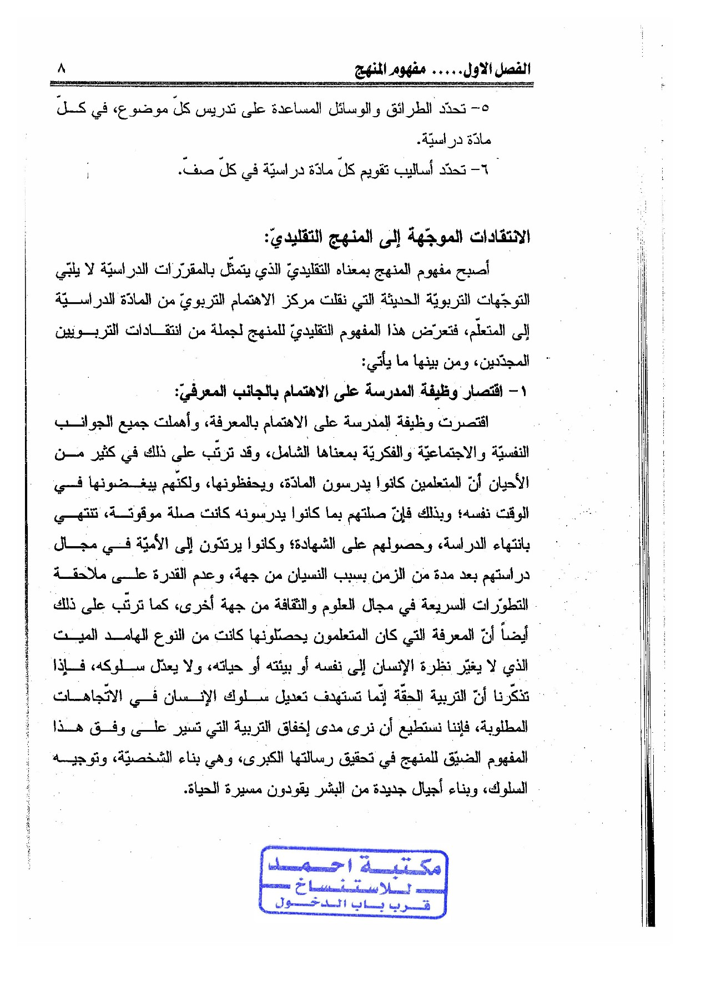 الفصل الاول..... مفهوم المنهج ٨
٥- تحدّد الطرائق والوسائل المساعدة على تدريس كلّ موضوع، في كلّ
مادّة دراسيّة.
٦- تحدّد أساليب تقويم كلّ مادّة دراسيّة في كلّ صفّ.
الانتقادات الموجّهة إلى المنهج التقليديّ:
أصبح مفهوم المنهج بمعناه التقليديّ الذي يتمثّل بالمقرّرات الدراسيّة لا يلبّي
التوجّهات التربويّة الحديثة التي نقلت مركز الاهتمام التربويّ من المادّة الدراسيّة
إلى المتعلّم، فتعرّض هذا المفهوم التقليديّ للمنهج لجملة من انتقادات التربويين
المجدّدين، ومن بينها ما يأتي:
١- اقتصار وظيفة المدرسة على الاهتمام بالجانب المعرفيّ:
اقتصرت وظيفة المدرسة على الاهتمام بالمعرفة، وأهملت جميع الجوانب
النفسيّة والاجتماعيّة والفكريّة بمعناها الشامل، وقد ترتّب على ذلك في كثير من
الأحيان أنّ المتعلمين كانوا يدرسون المادّة، ويحفظونها، ولكنّهم يبغضونها في
الوقت نفسه؛ وبذلك فإنّ صلتهم بما كانوا يدرسونه كانت صلة موقوتة، تنتهي
بانتهاء الدراسة، وحصولهم على الشهادة؛ وكانوا يرتدّون إلى الأميّة في مجال
دراستهم بعد مدة من الزمن بسبب النسيان من جهة، وعدم القدرة على ملاحقة
التطوّرات السريعة في مجال العلوم والثقافة من جهة أخرى، كما ترتّب على ذلك
أيضاً أنّ المعرفة التي كان المتعلمون يحصّلونها كانت من النوع الهامد الميت
الذي لا يغيّر نظرة الإنسان إلى نفسه أو بيئته أو حياته، ولا يعدّل سلوكه، فإذا
تذكّرنا أنّ التربية الحقّة إنّما تستهدف تعديل سلوك الإنسان في الاتّجاهات
المطلوبة، فإننا نستطيع أن نرى مدى إخفاق التربية التي تسير على وفق هذا
المفهوم الضيّق للمنهج في تحقيق رسالتها الكبرى، وهي بناء الشخصيّة، وتوجيه
السلوك، وبناء أجيال جديدة من البشر يقودون مسيرة الحياة.
مكتبة احمد
للاستنساخ
قرب باب الدخول